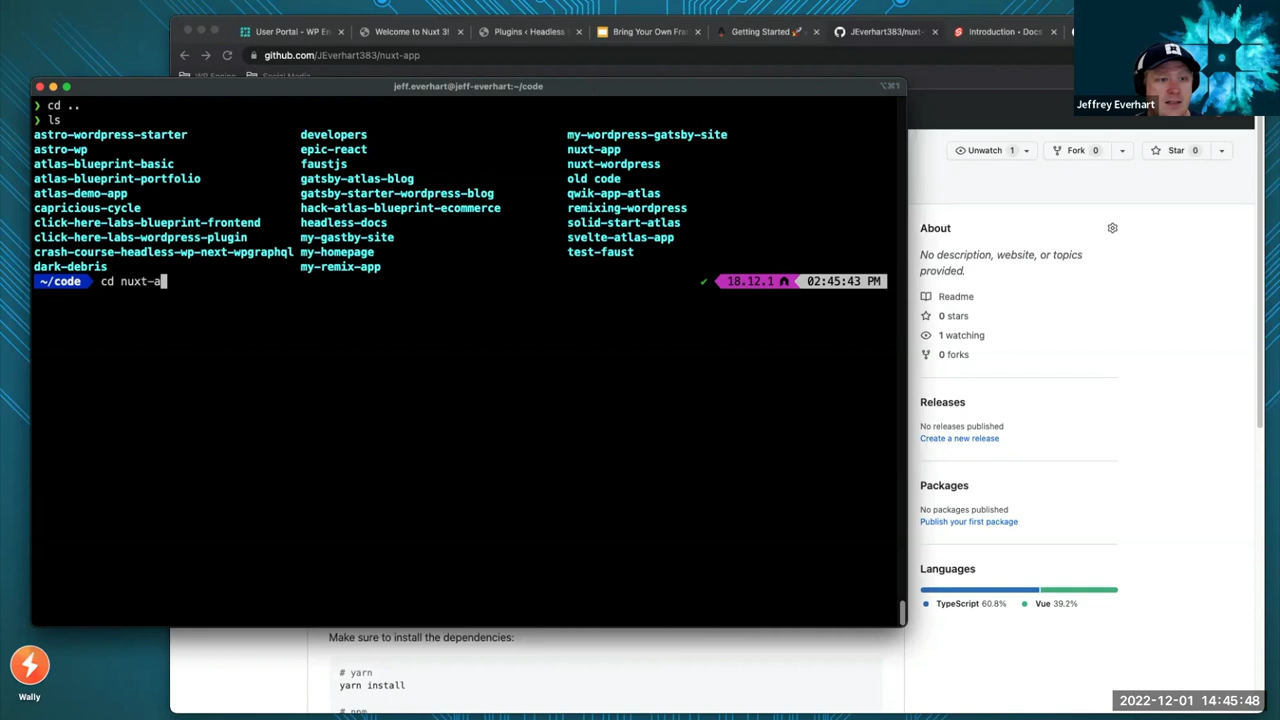 User Portal - WP En
Welcome to Nuxt 3!
Plugins ‹ Headless
Bring Your Own Fra
Getting Started 🚀
JEverhart383/nuxt-
Introduction · Docs
github.com/JEverhart383/nuxt-app
WP Engine
Social Media
jeff.everhart@jeff-everhart:~/code
⌥⌘1
Jeffrey Everhart
❯ cd ..
❯ ls
astro-wordpress-starter developers my-wordpress-gatsby-site
astro-wp epic-react nuxt-app
atlas-blueprint-basic faustjs nuxt-wordpress
atlas-blueprint-portfolio gatsby-atlas-blog old code
atlas-demo-app gatsby-starter-wordpress-blog qwik-app-atlas
capricious-cycle hack-atlas-blueprint-ecommerce remixing-wordpress
click-here-labs-blueprint-frontend headless-docs solid-start-atlas
click-here-labs-wordpress-plugin my-gastby-site svelte-atlas-app
crash-course-headless-wp-next-wpgraphql my-homepage test-faust
dark-debris my-remix-app
~/code cd nuxt-a ✔ 18.12.1 02:45:43 PM
Unwatch 1
Fork 0
Star 0
About
No description, website, or topics
provided.
Readme
0 stars
1 watching
0 forks
Releases
No releases published
Create a new release
Packages
No packages published
Publish your first package
Languages
TypeScript 60.8% Vue 39.2%
Make sure to install the dependencies:
# yarn
yarn install
Wally
2022-12-01 14:45:48